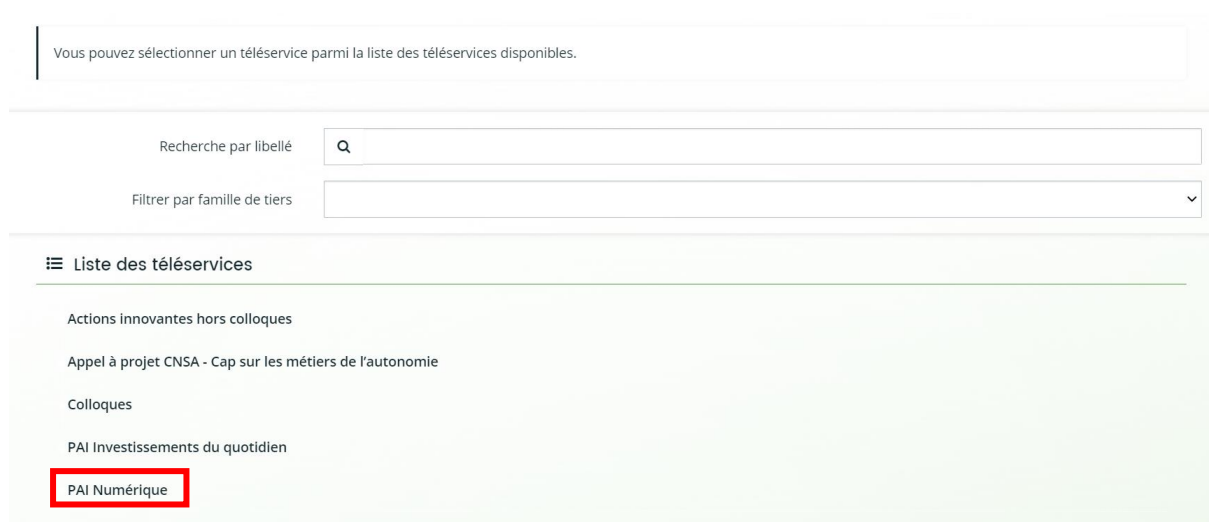 Vous pouvez sélectionner un téléservice parmi la liste des téléservices disponibles.
Recherche par libellé
Filtrer par famille de tiers
Liste des téléservices
Actions innovantes hors colloques
Appel à projet CNSA - Cap sur les métiers de l’autonomie
Colloques
PAI Investissements du quotidien
PAI Numérique